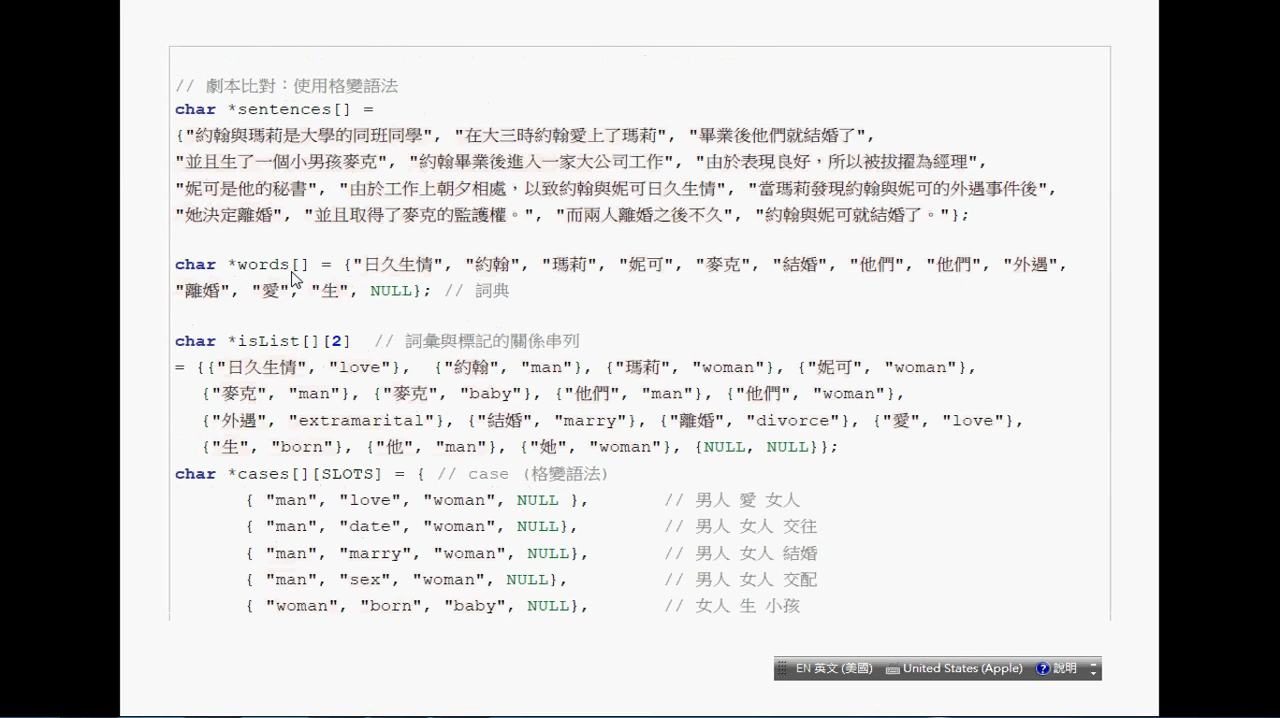 // 劇本比對：使用格變語法
char *sentences[] =
{"約翰與瑪莉是大學的同班同學", "在大三時約翰愛上了瑪莉", "畢業後他們就結婚了",
"並且生了一個小男孩麥克", "約翰畢業後進入一家大公司工作", "由於表現良好，所以被拔擢為經理",
"妮可是他的秘書", "由於工作上朝夕相處，以致約翰與妮可日久生情", "當瑪莉發現約翰與妮可的外遇事件後",
"她決定離婚", "並且取得了麥克的監護權。", "而兩人離婚之後不久", "約翰與妮可就結婚了。"};
char *words[] = {"日久生情", "約翰", "瑪莉", "妮可", "麥克", "結婚", "他們", "他們", "外遇",
"離婚", "愛", "生", NULL}; // 詞典
char *isList[][2]  // 詞彙與標記的關係串列
= {{"日久生情", "love"}, {"約翰", "man"}, {"瑪莉", "woman"}, {"妮可", "woman"},
{"麥克", "man"}, {"麥克", "baby"}, {"他們", "man"}, {"他們", "woman"},
{"外遇", "extramarital"}, {"結婚", "marry"}, {"離婚", "divorce"}, {"愛", "love"},
{"生", "born"}, {"他", "man"}, {"她", "woman"}, {NULL, NULL}};
char *cases[][SLOTS] = { // case (格變語法)
{ "man", "love", "woman", NULL }, // 男人 愛 女人
{ "man", "date", "woman", NULL}, // 男人 女人 交往
{ "man", "marry", "woman", NULL}, // 男人 女人 結婚
{ "man", "sex", "woman", NULL}, // 男人 女人 交配
{ "woman", "born", "baby", NULL}, // 女人 生 小孩
EN 英文 (美國) United States (Apple) ? 說明